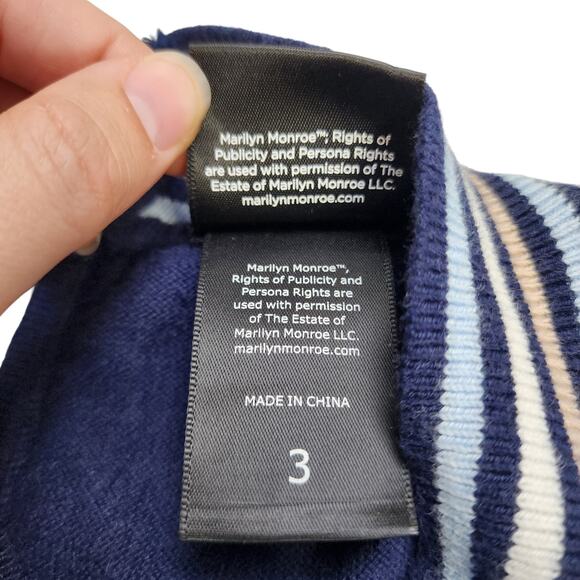 Marilyn Monroe™; Rights of
Publicity and Persona Rights
are used with permission of The
Estate of Marilyn Monroe LLC.
marilynmonroe.com
Marilyn Monroe™,
Rights of Publicity and
Persona Rights are
used with permission
of The Estate of
Marilyn Monroe LLC.
marilynmonroe.com
MADE IN CHINA
3